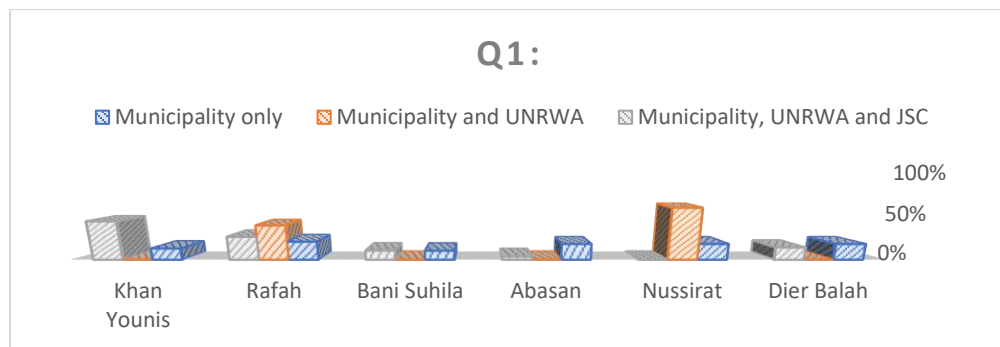 Q1:
Municipality only Municipality and UNRWA Municipality, UNRWA and JSC
100%
50%
0%
Khan Younis Rafah Bani Suhila Abasan Nussirat Dier Balah